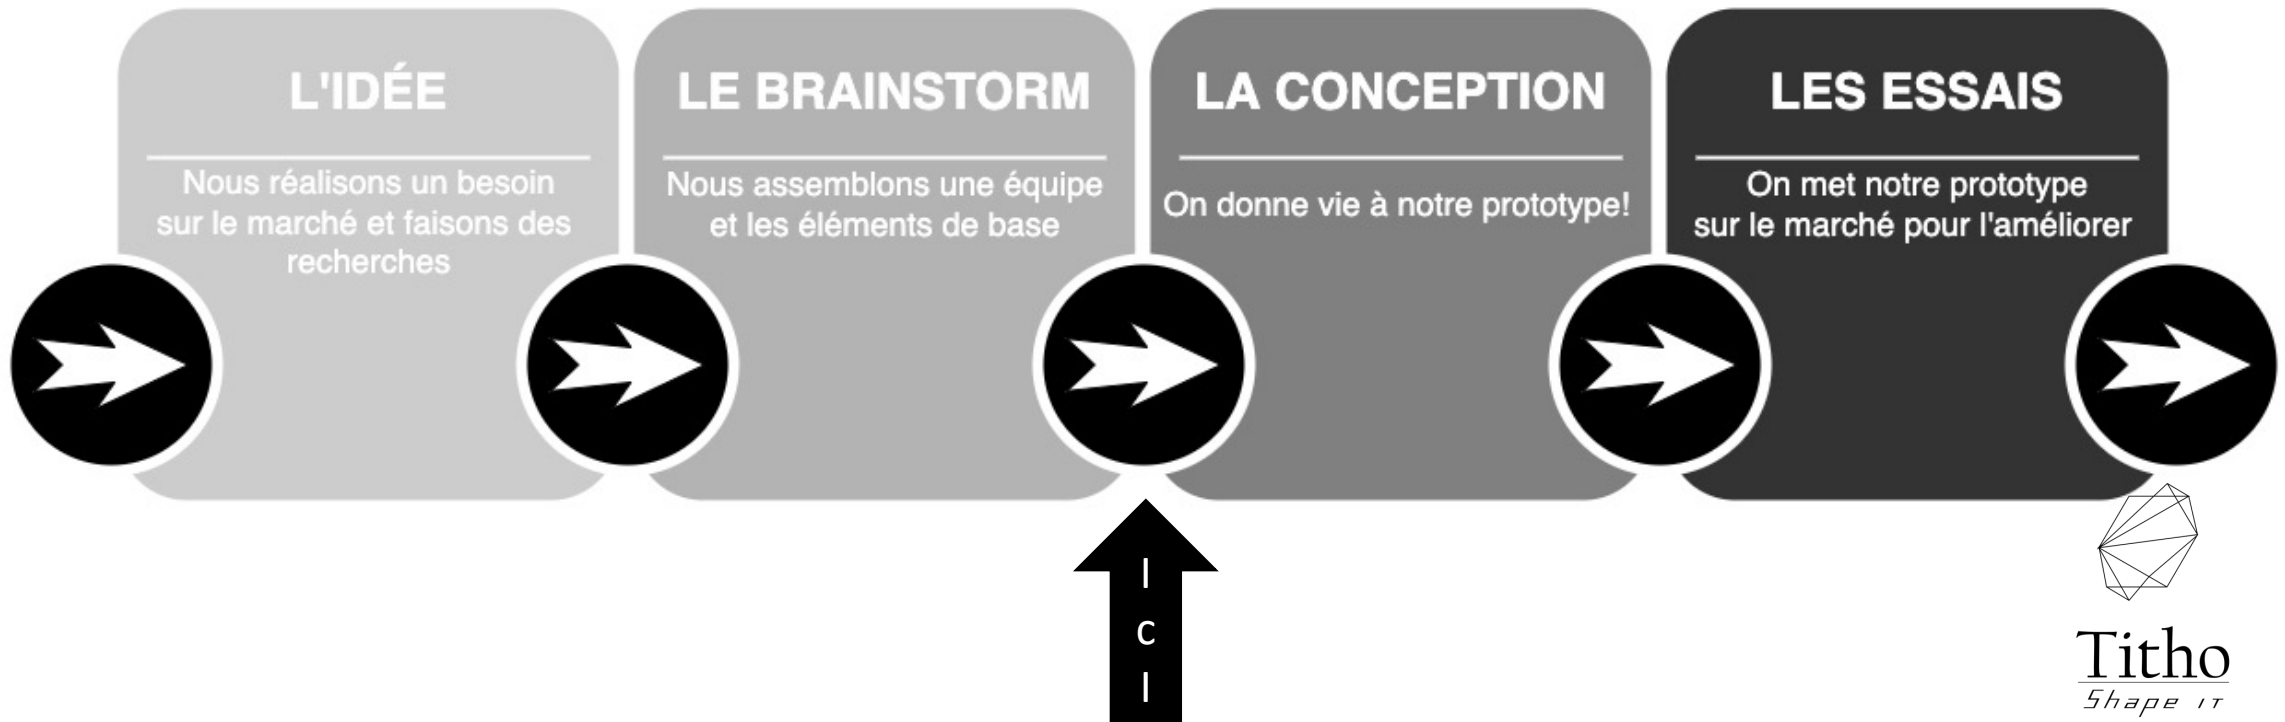 L'IDÉE
Nous réalisons un besoin
sur le marché et faisons des
recherches
LE BRAINSTORM
Nous assemblons une équipe
et les éléments de base
LA CONCEPTION
On donne vie à notre prototype!
LES ESSAIS
On met notre prototype
sur le marché pour l'améliorer
I
c
I
Titho
Shape IT